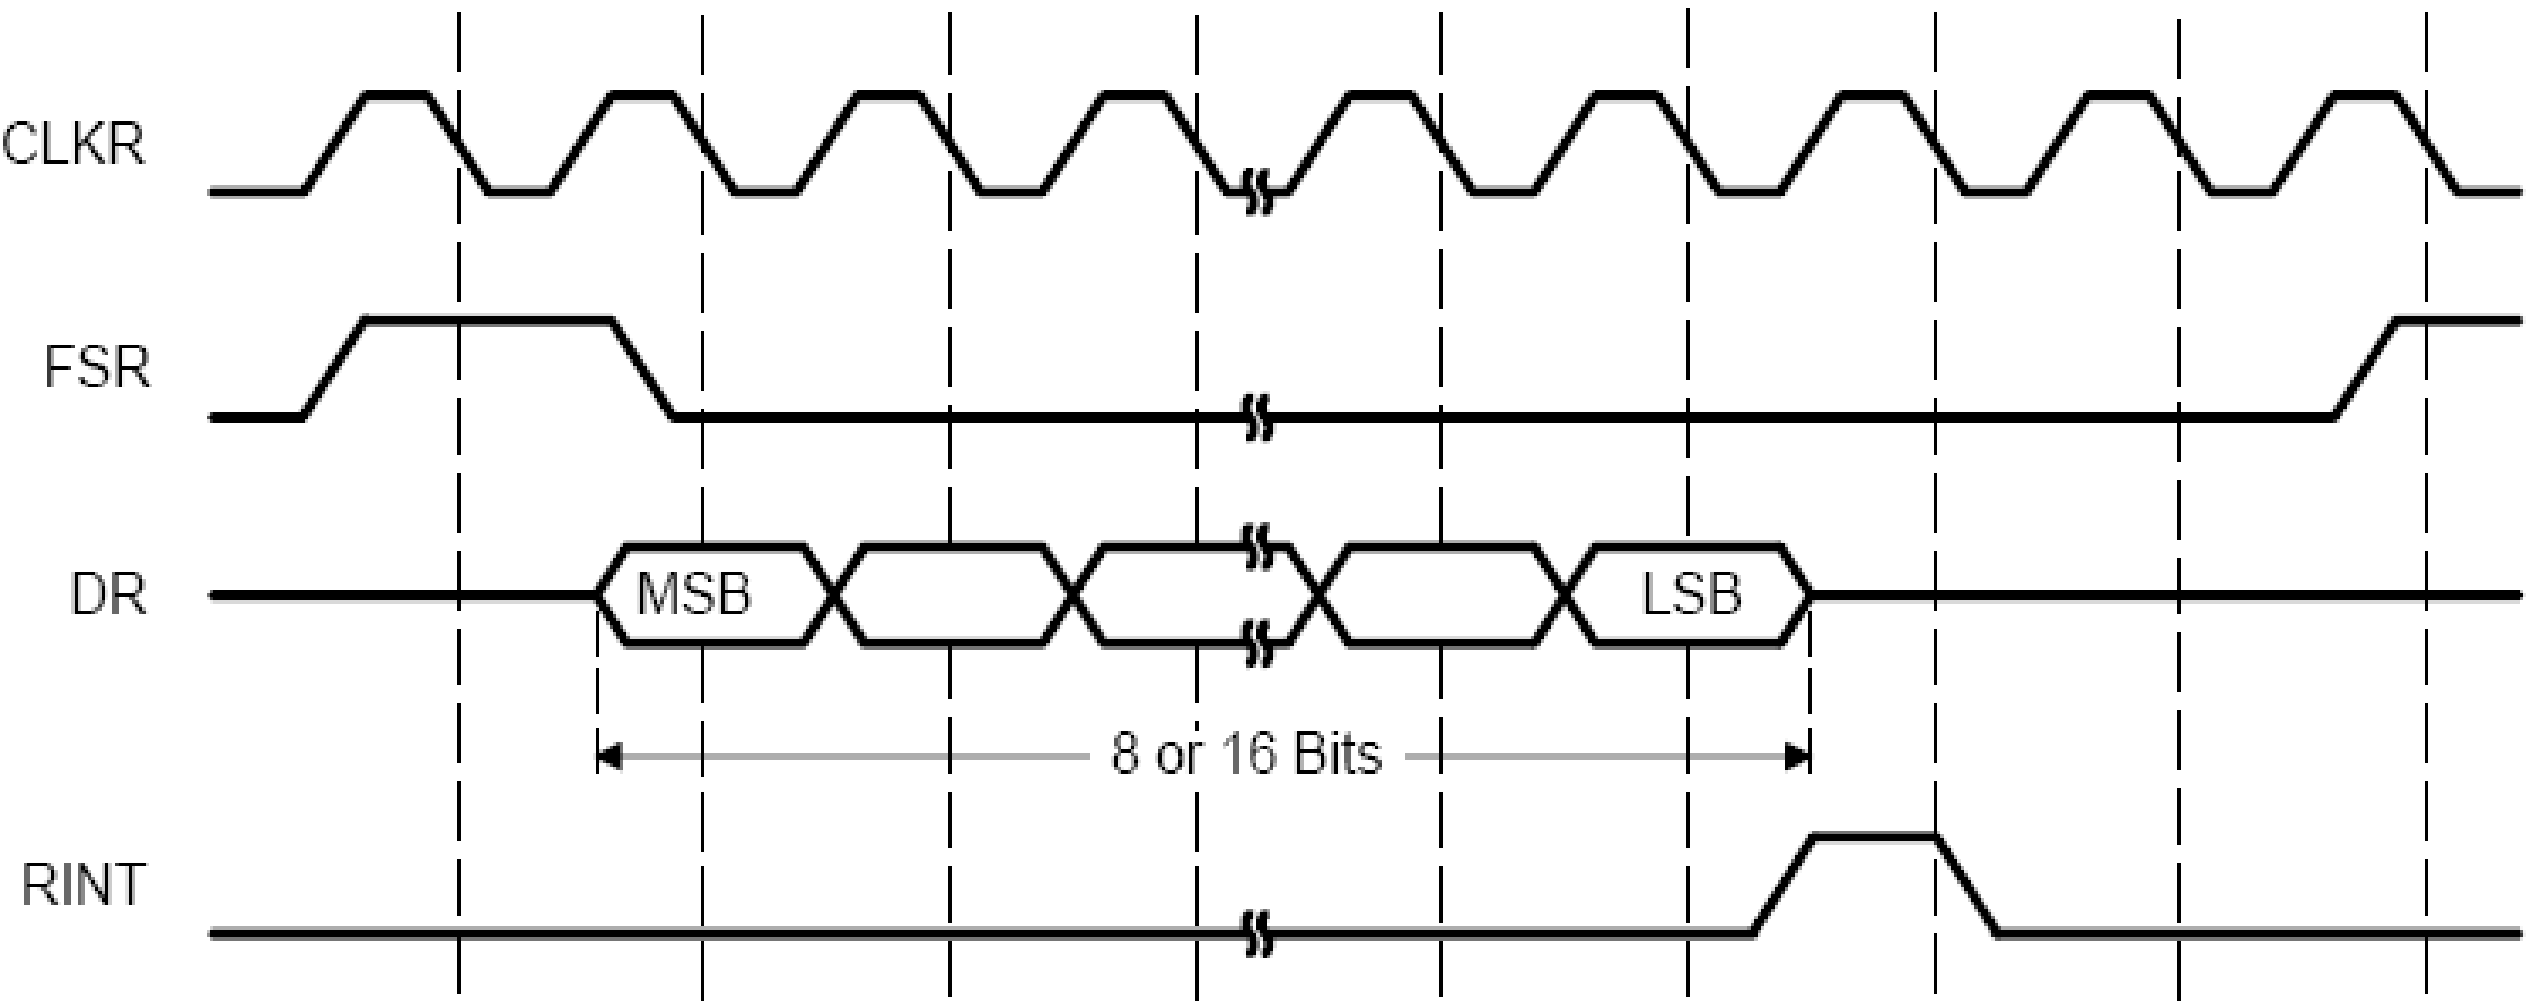 CLKR
FSR
DR
MSB
LSB
8 or 16 Bits
RINT